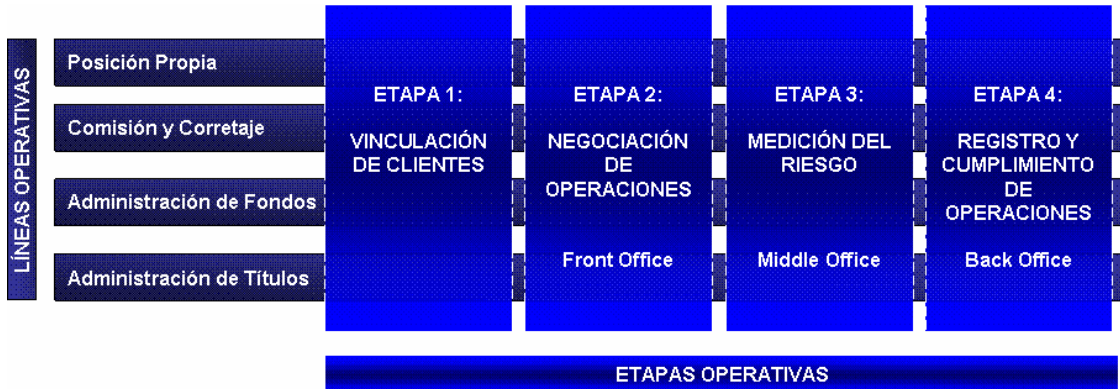 LÍNEAS OPERATIVAS
Posición Propia
Comisión y Corretaje
Administración de Fondos
Administración de Títulos
ETAPA 1:
VINCULACIÓN
DE CLIENTES
ETAPA 2:
NEGOCIACIÓN
DE
OPERACIONES
Front Office
ETAPA 3:
MEDICIÓN DEL
RIESGO
Middle Office
ETAPA 4:
REGISTRO Y
CUMPLIMIENTO
DE
OPERACIONES
Back Office
ETAPAS OPERATIVAS